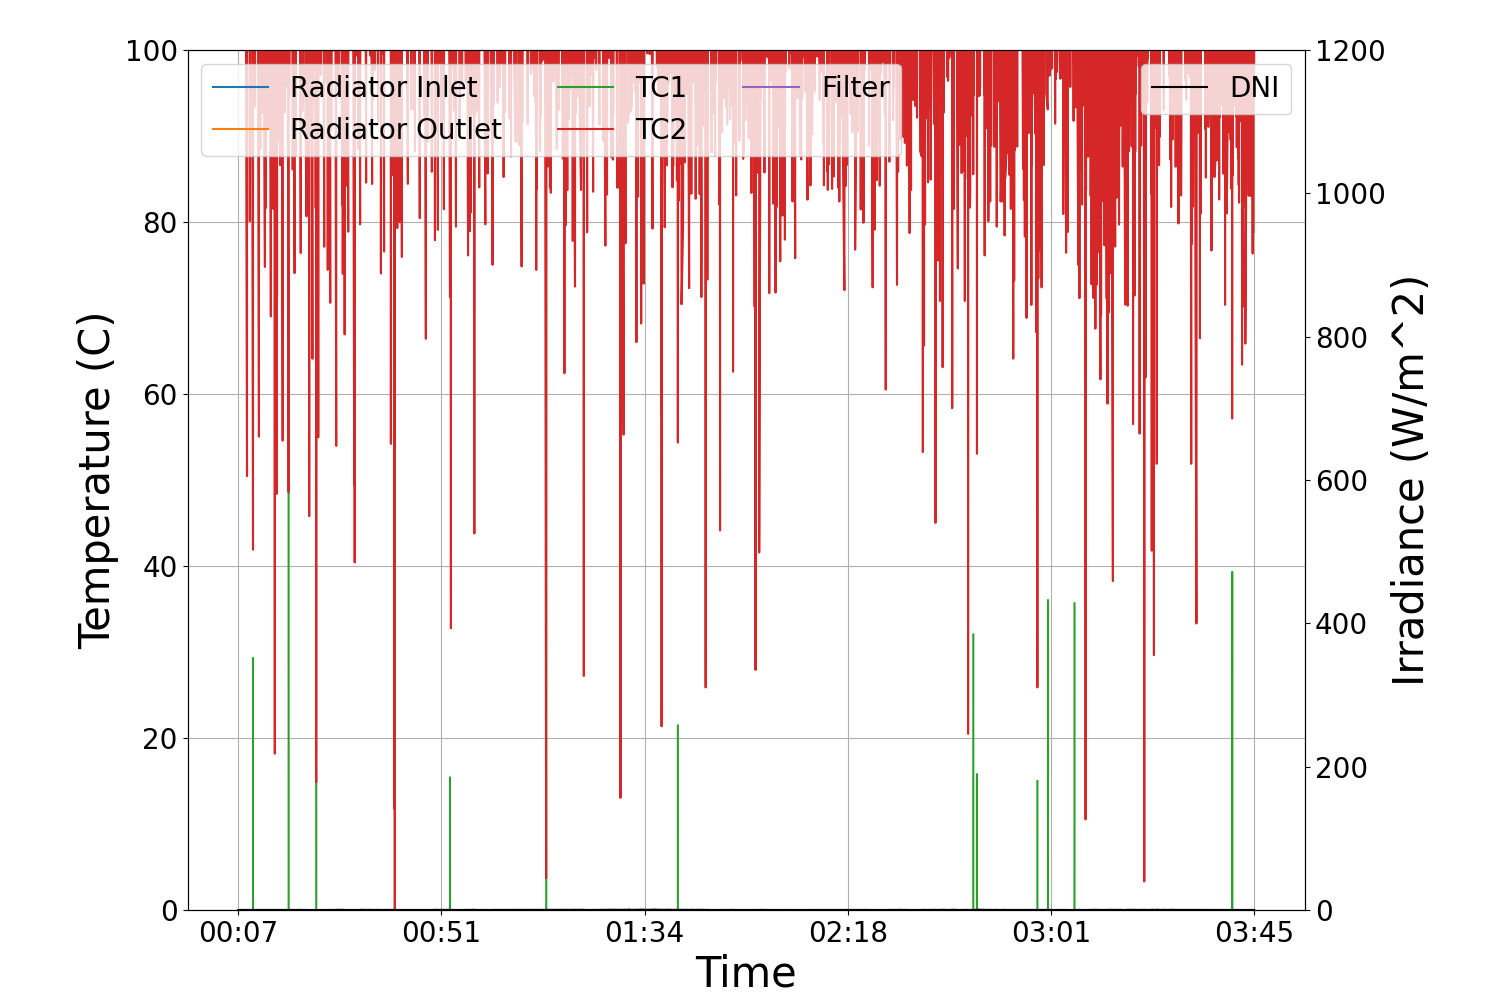 100
80
60
40
20
0
Temperature (C)
Radiator Inlet
Radiator Outlet
TC1
TC2
Filter
DNI
1200
1000
800
600
400
200
0
Irradiance (W/m^2)
00:07
00:51
01:34
02:18
03:01
03:45
Time